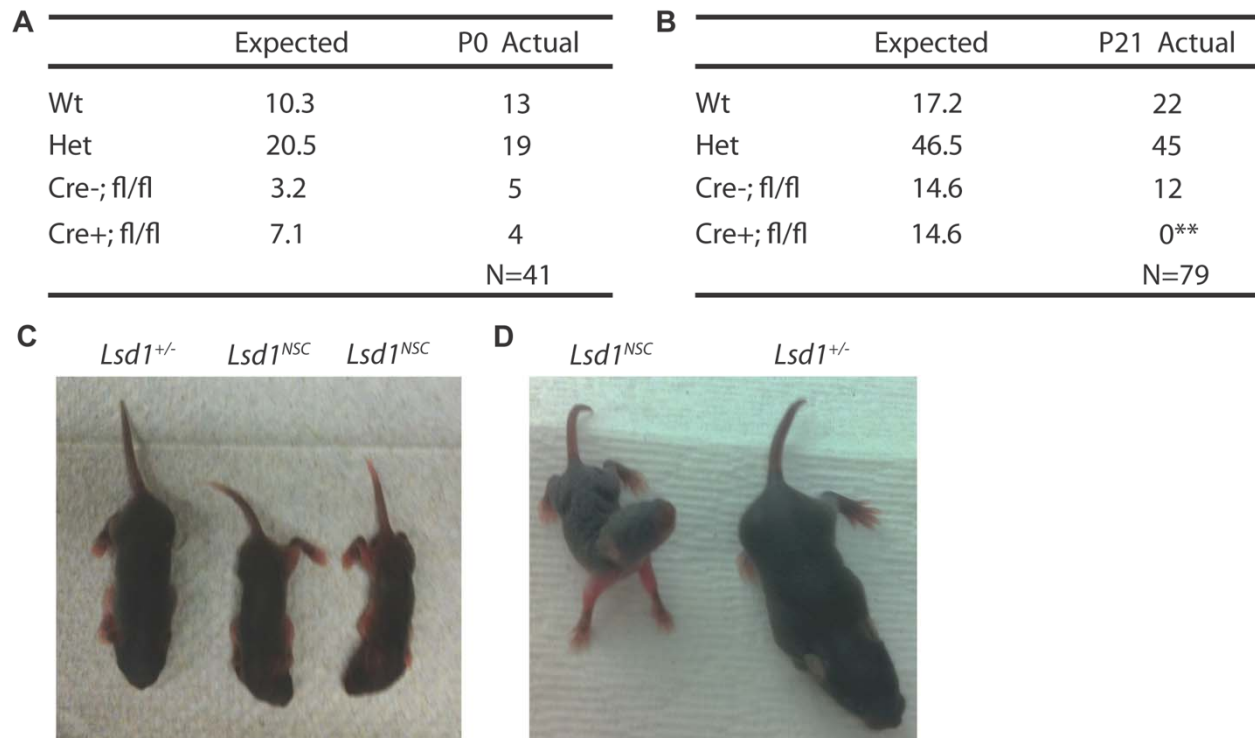 A
Expected P0 Actual
Wt 10.3 13
Het 20.5 19
Cre-; fl/fl 3.2 5
Cre+; fl/fl 7.1 4
N=41
B
Expected P21 Actual
Wt 17.2 22
Het 46.5 45
Cre-; fl/fl 14.6 12
Cre+; fl/fl 14.6 0**
N=79
C
Lsd1+/- Lsd1NSC Lsd1NSC
D
Lsd1NSC Lsd1+/-